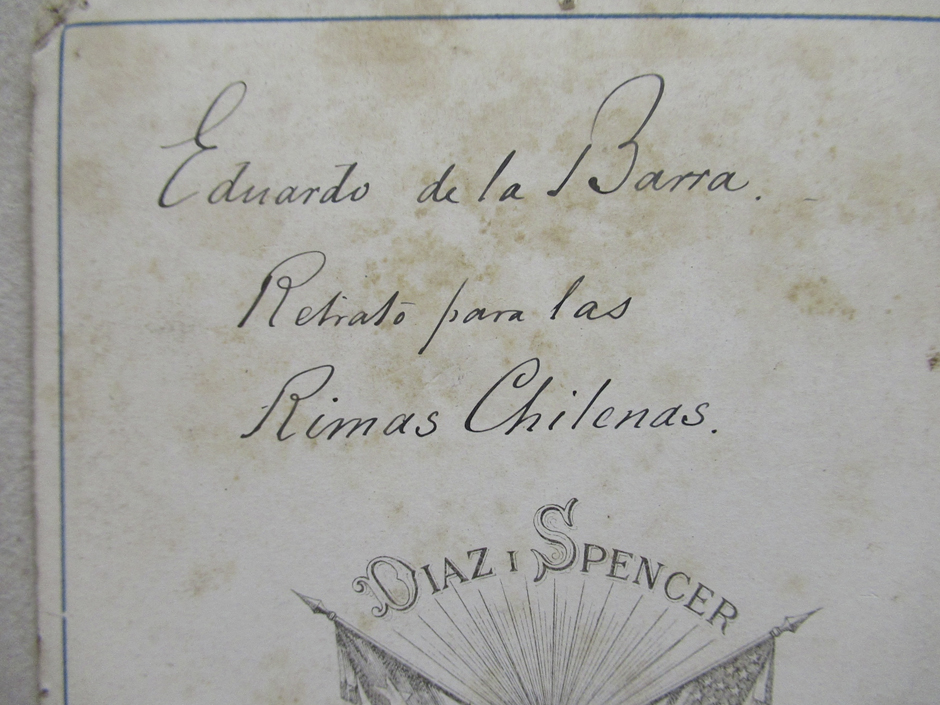 Eduardo de la Barra.
Retrato para las
Rimas Chilenas.
DIAZ I SPENCER